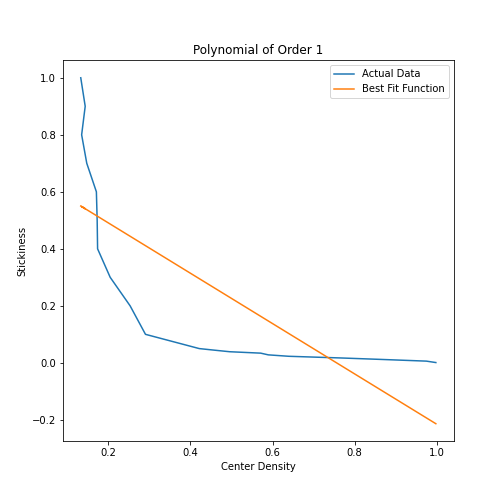 Polynomial of Order 1
Actual Data
Best Fit Function
1.0
0.8
0.6
0.4
0.2
0.0
−0.2
Stickiness
0.2
0.4
0.6
0.8
1.0
Center Density